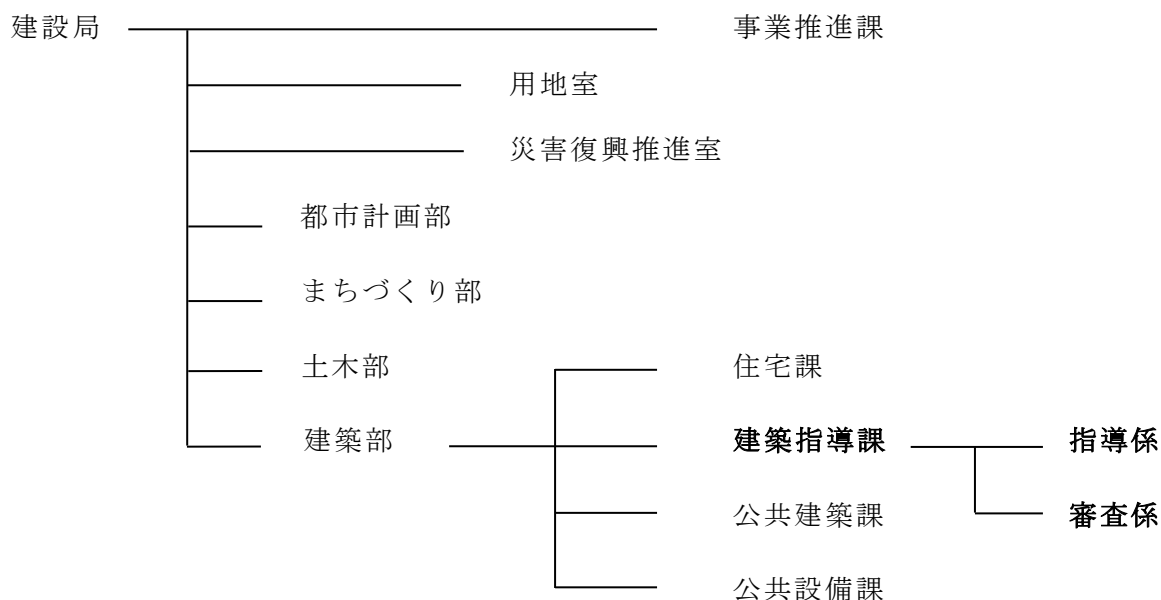 建設局 事業推進課
用地室
災害復興推進室
都市計画部
まちづくり部
土木部 住宅課
建築部 建築指導課 指導係
公共建築課 審査係
公共設備課